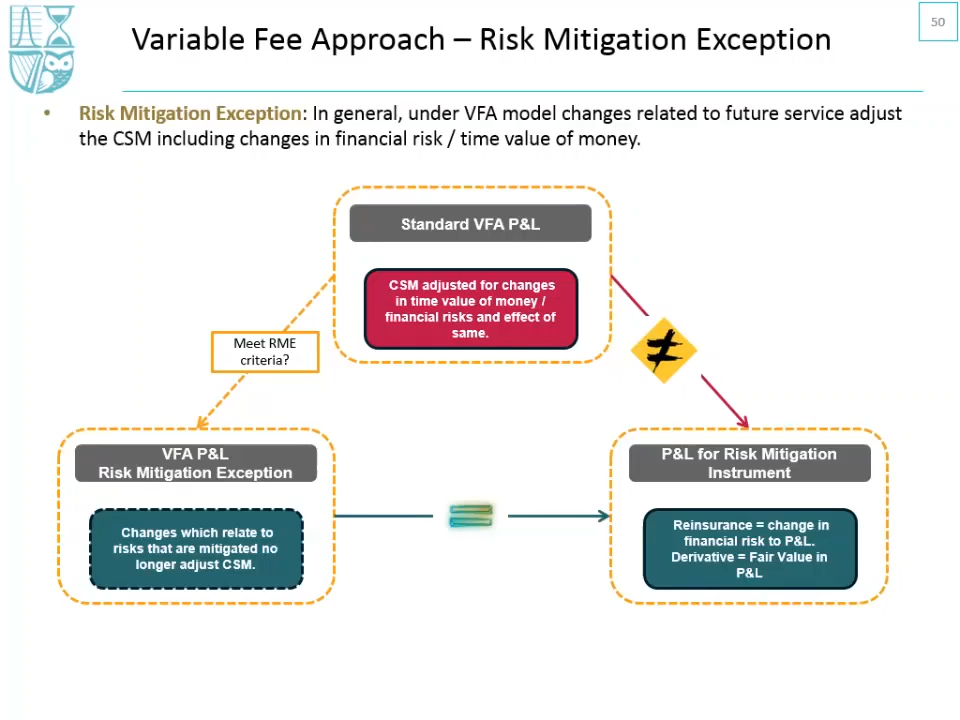 50
Variable Fee Approach – Risk Mitigation Exception
• Risk Mitigation Exception: In general, under VFA model changes related to future service adjust
the CSM including changes in financial risk / time value of money.
Standard VFA P&L
CSM adjusted for changes
in time value of money /
financial risks and effect of
same.
Meet RME
criteria?
≠
VFA P&L
Risk Mitigation Exception
Changes which relate to
risks that are mitigated no
longer adjust CSM.
=
P&L for Risk Mitigation
Instrument
Reinsurance = change in
financial risk to P&L.
Derivative = Fair Value in
P&L